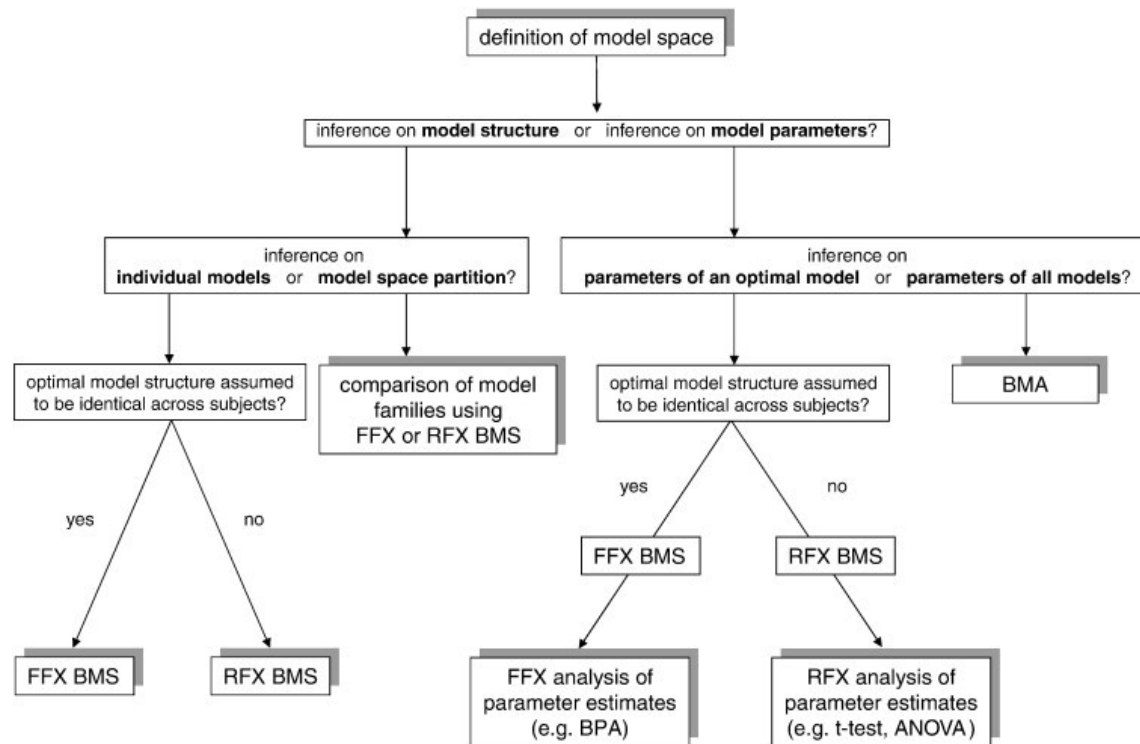 definition of model space
inference on model structure or inference on model parameters?
inference on
individual models or model space partition?
inference on
parameters of an optimal model or parameters of all models?
optimal model structure assumed
to be identical across subjects?
comparison of model
families using
FFX or RFX BMS
optimal model structure assumed
to be identical across subjects?
BMA
yes
no
yes
no
FFX BMS
RFX BMS
FFX BMS
RFX BMS
FFX analysis of
parameter estimates
(e.g. BPA)
RFX analysis of
parameter estimates
(e.g. t-test, ANOVA)